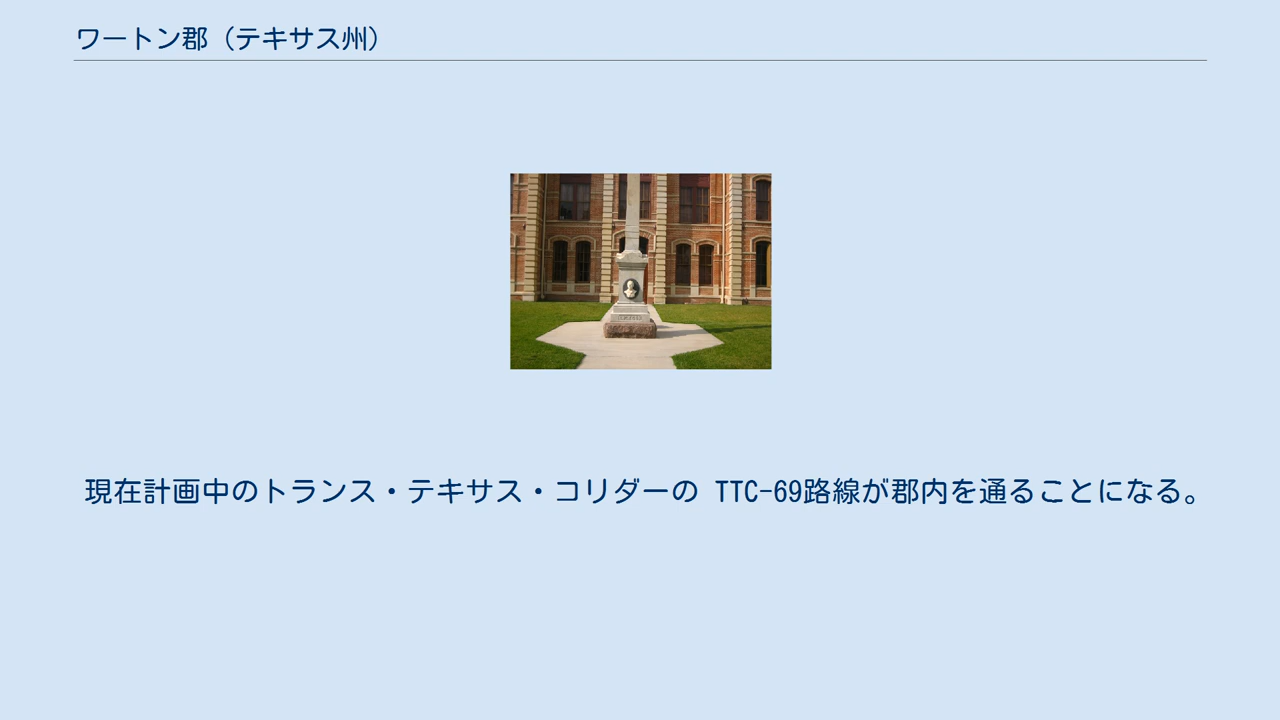 ワートン郡（テキサス州）
現在計画中のトランス・テキサス・コリダーの TTC-69路線が郡内を通ることになる。